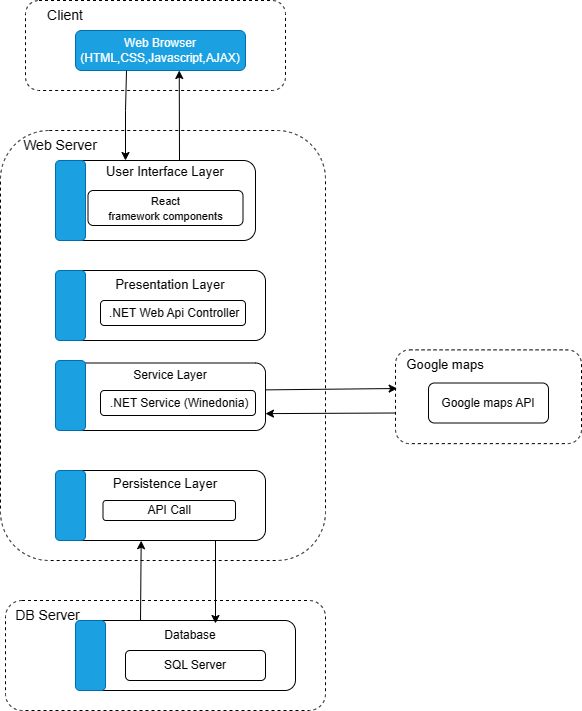 Client
Web Browser
(HTML,CSS,Javascript,AJAX)
Web Server
User Interface Layer
React
framework components
Presentation Layer
.NET Web Api Controller
Service Layer
.NET Service (Winedonia)
Google maps
Google maps API
Persistence Layer
API Call
DB Server
Database
SQL Server